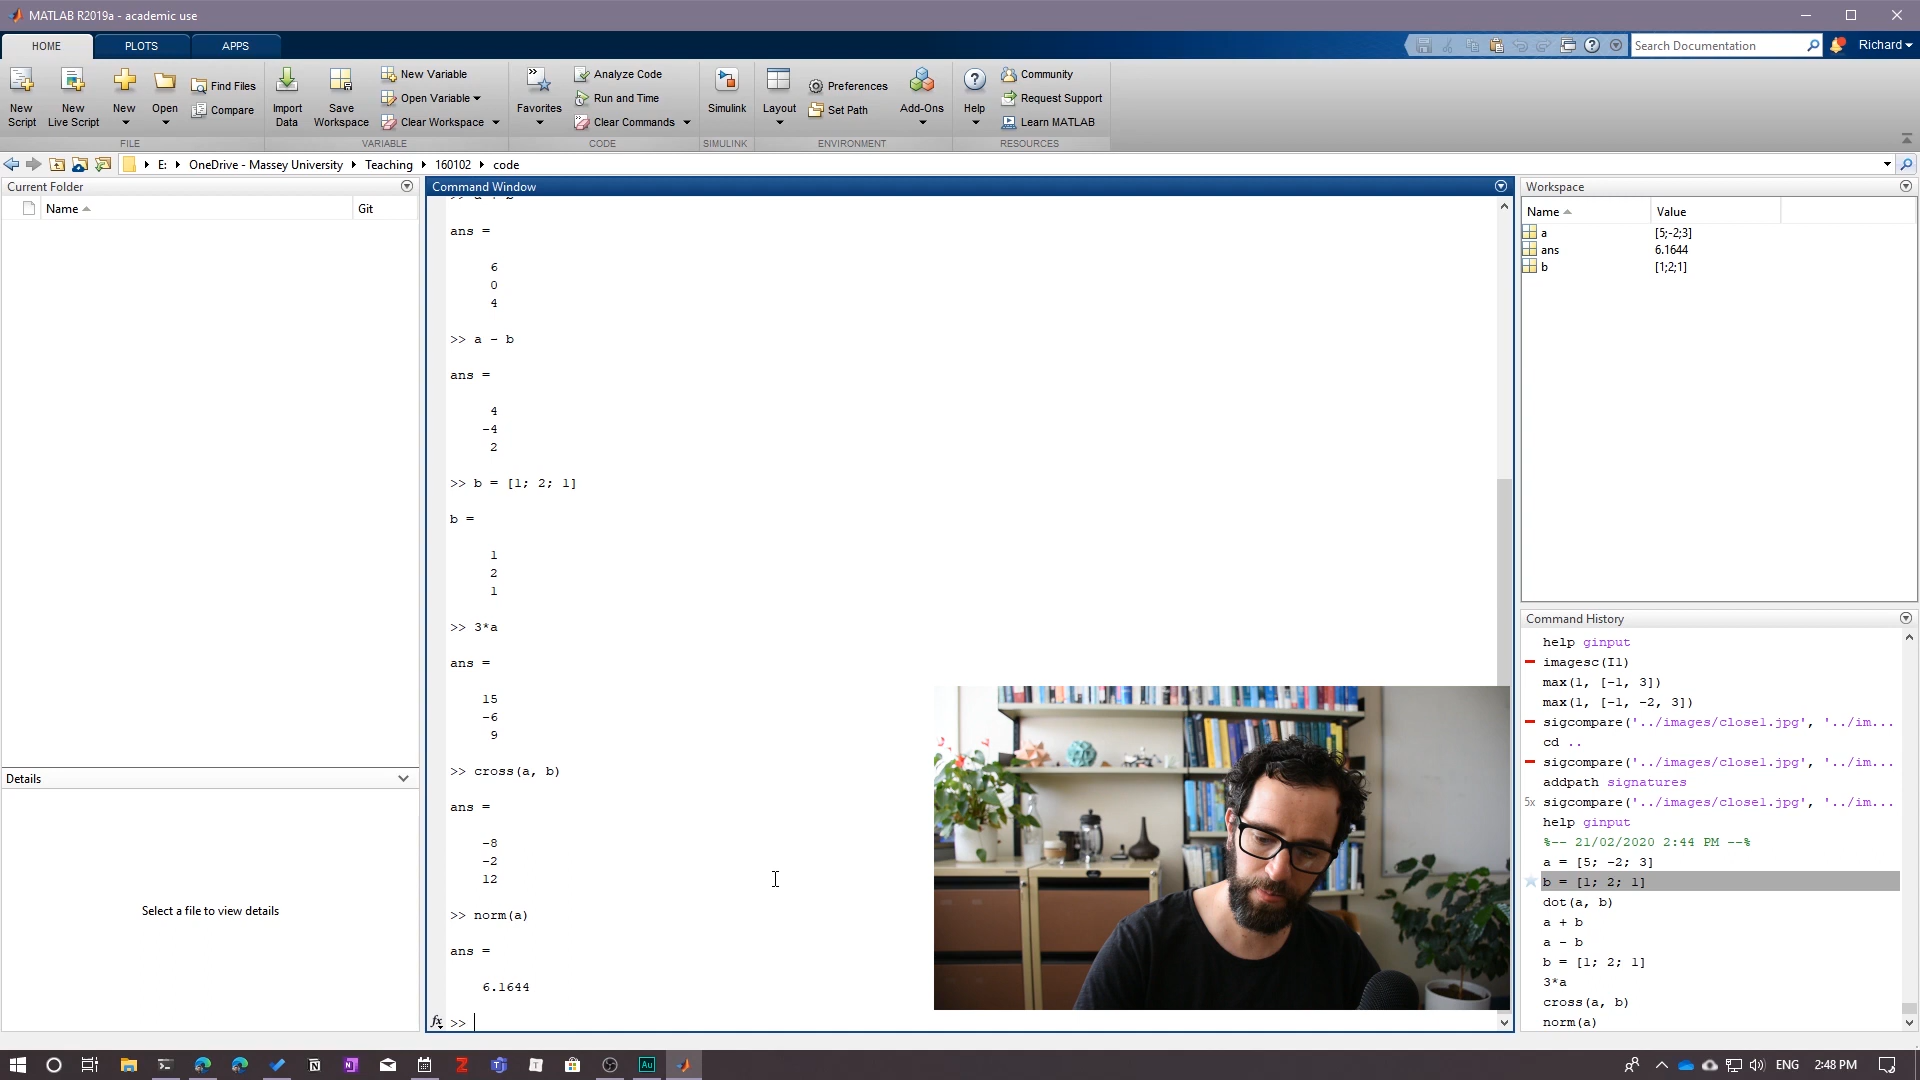 MATLAB R2019a - academic use
HOME PLOTS APPS
Search Documentation
Richard
New Script
New Live Script
New
Open
Find Files
Compare
Import Data
Save Workspace
New Variable
Open Variable
Clear Workspace
Favorites
Analyze Code
Run and Time
Clear Commands
Simulink
Layout
Preferences
Set Path
Add-Ons
Help
Community
Request Support
Learn MATLAB
FILE VARIABLE CODE SIMULINK ENVIRONMENT RESOURCES
E: OneDrive - Massey University Teaching 160102 code
Current Folder
Name Git
Details
Select a file to view details
Command Window
ans =
6
0
4
>> a - b
ans =
4
-4
2
>> b = [1; 2; 1]
b =
1
2
1
>> 3*a
ans =
15
-6
9
>> cross(a, b)
ans =
-8
-2
12
>> norm(a)
ans =
6.1644
fx >>
Workspace
Name Value
a [5;-2;3]
ans 6.1644
b [1;2;1]
Command History
help ginput
imagesc(I1)
max(1, [-1, 3])
max(1, [-1, -2, 3])
sigcompare('../images/close1.jpg', '../im...
cd ..
sigcompare('../images/close1.jpg', '../im...
addpath signatures
5x sigcompare('../images/close1.jpg', '../im...
help ginput
%-- 21/02/2020 2:44 PM --%
a = [5; -2; 3]
b = [1; 2; 1]
dot(a, b)
a + b
a - b
b = [1; 2; 1]
3*a
cross(a, b)
norm(a)
ENG 2:48 PM